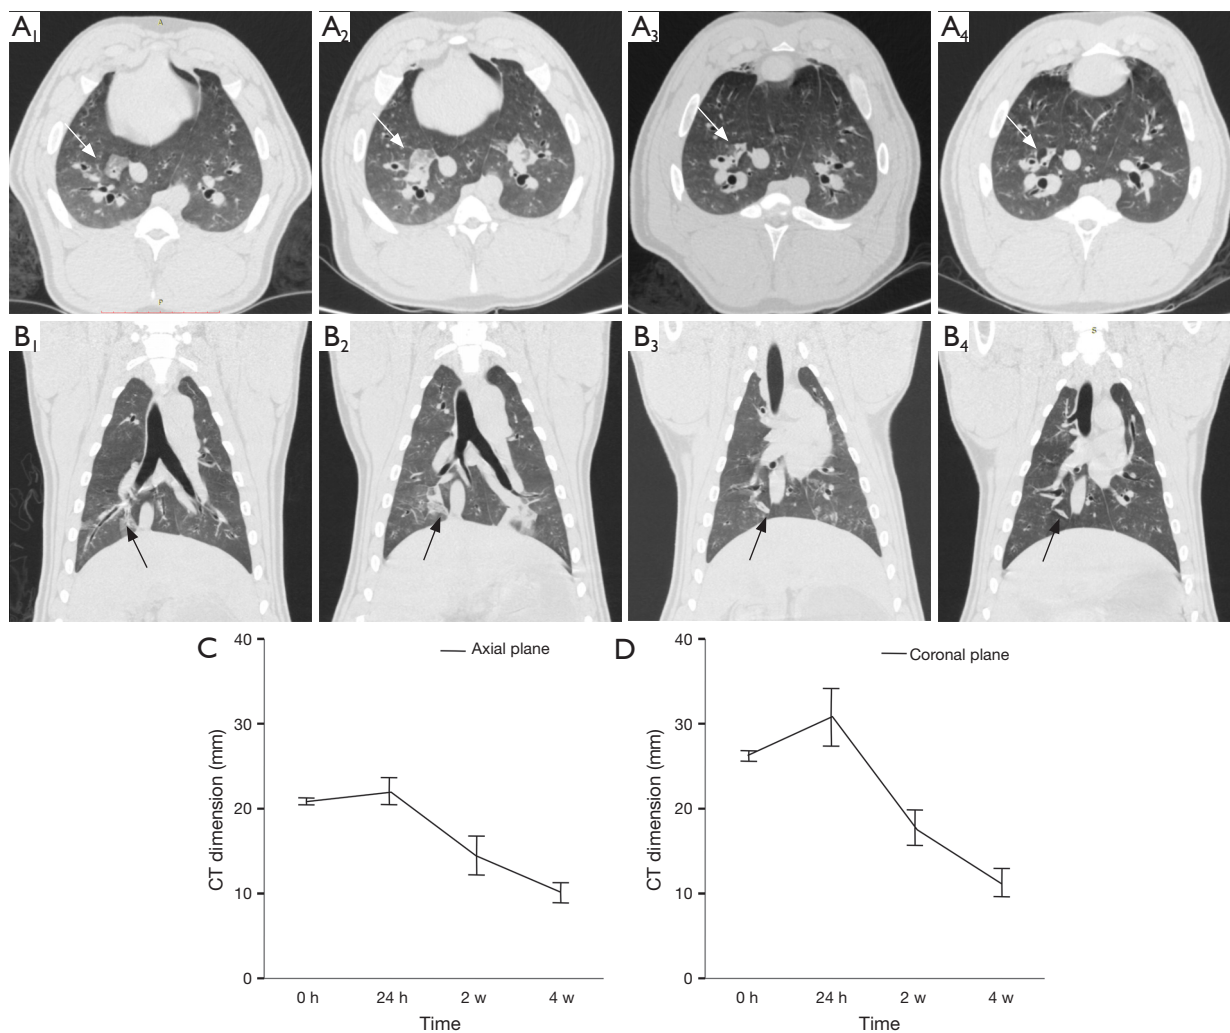 A1 A2 A3 A4
A
P
B1 B2 B3 B4
S
C
Axial plane
40
30
20
10
0
CT dimension (mm)
0 h 24 h 2 w 4 w
Time
D
Coronal plane
40
30
20
10
0
CT dimension (mm)
0 h 24 h 2 w 4 w
Time